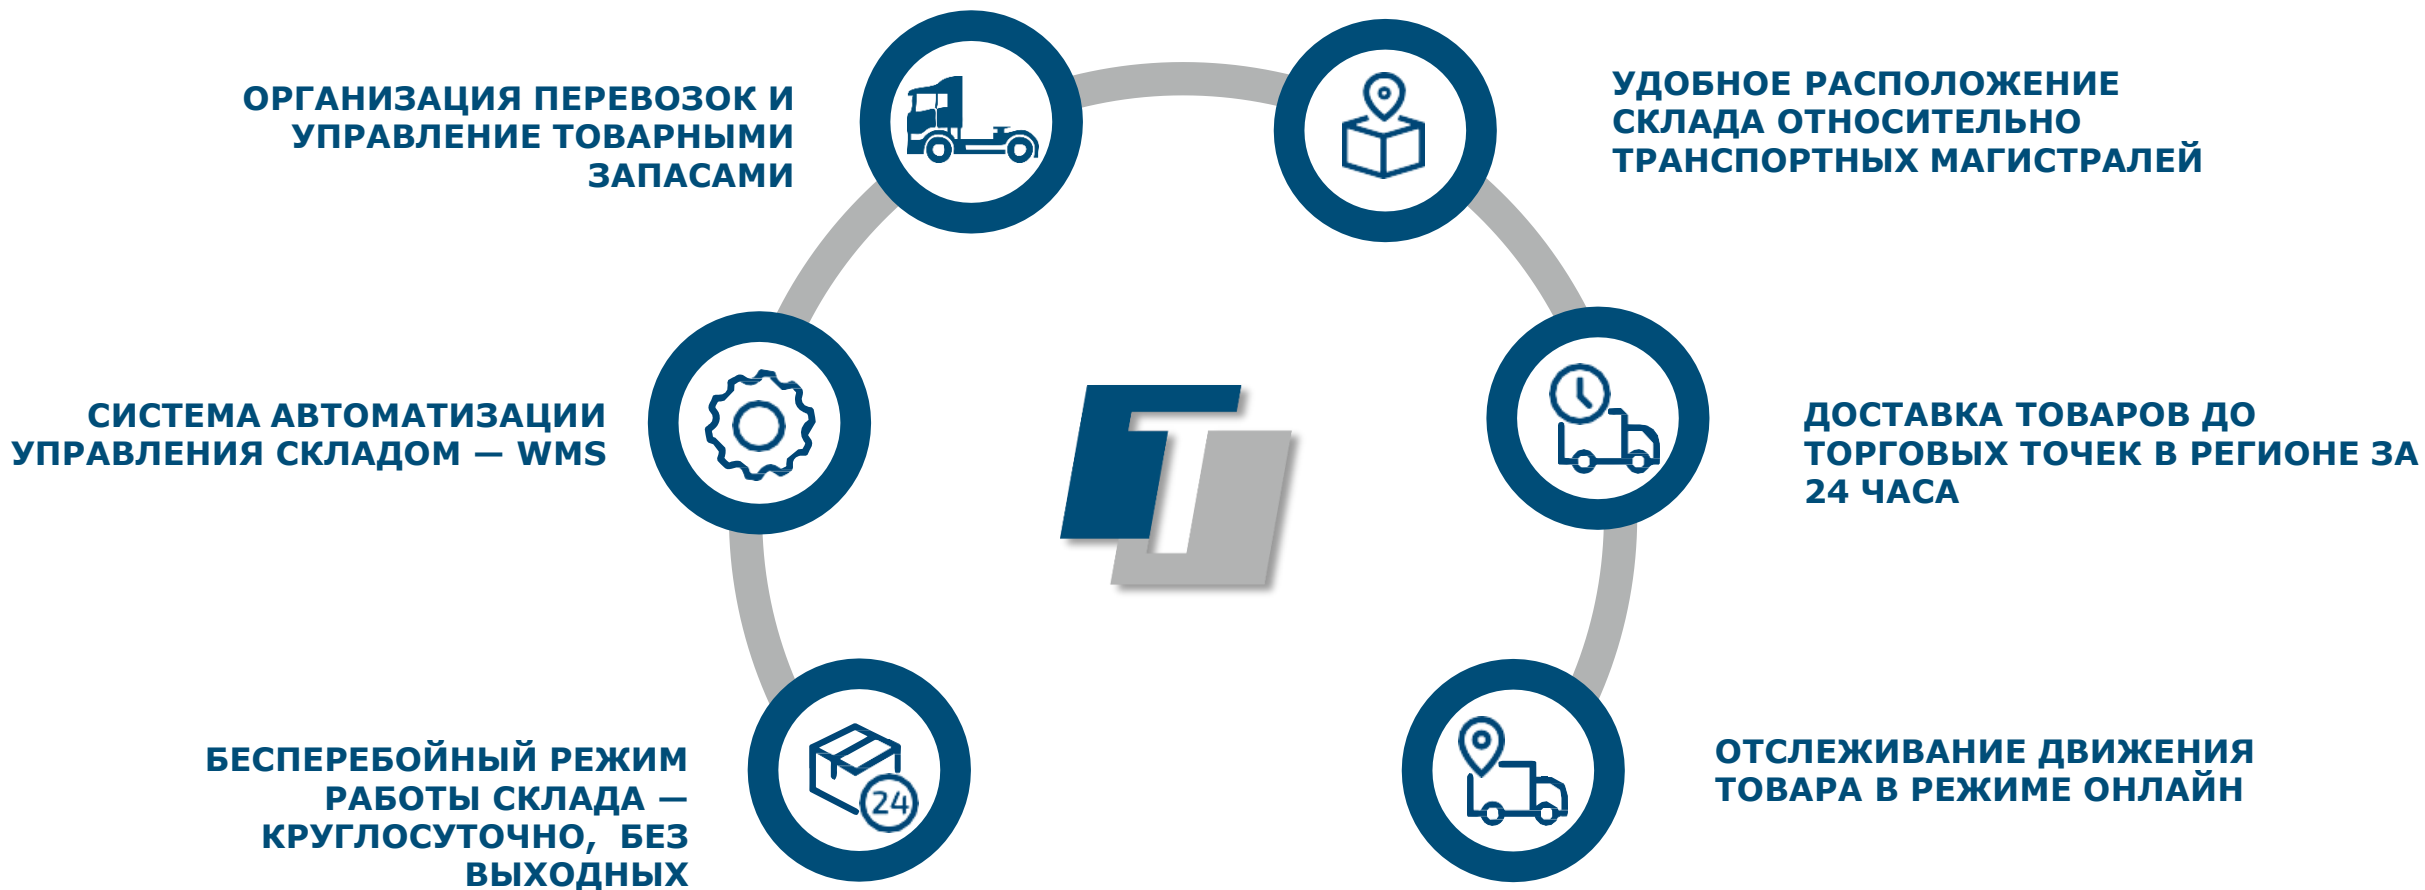 ОРГАНИЗАЦИЯ ПЕРЕВОЗОК И
УПРАВЛЕНИЕ ТОВАРНЫМИ
ЗАПАСАМИ
УДОБНОЕ РАСПОЛОЖЕНИЕ
СКЛАДА ОТНОСИТЕЛЬНО
ТРАНСПОРТНЫХ МАГИСТРАЛЕЙ
СИСТЕМА АВТОМАТИЗАЦИИ
УПРАВЛЕНИЯ СКЛАДОМ — WMS
ДОСТАВКА ТОВАРОВ ДО
ТОРГОВЫХ ТОЧЕК В РЕГИОНЕ ЗА
24 ЧАСА
БЕСПЕРЕБОЙНЫЙ РЕЖИМ
РАБОТЫ СКЛАДА —
КРУГЛОСУТОЧНО,  БЕЗ
ВЫХОДНЫХ
24
ОТСЛЕЖИВАНИЕ ДВИЖЕНИЯ
ТОВАРА В РЕЖИМЕ ОНЛАЙН